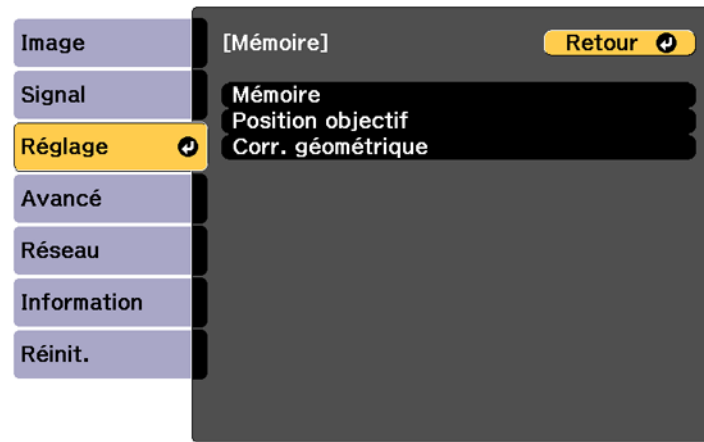 Image
Signal
Réglage
Avancé
Réseau
Information
Réinit.
[Mémoire]
Retour
Mémoire
Position objectif
Corr. géométrique